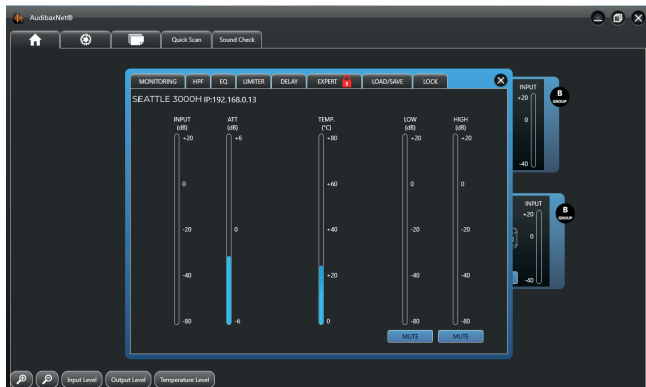 AudibaxNet®
Quick Scan
Sound Check
MONITORING HPF EQ LIMITER DELAY EXPERT LOAD/SAVE LOCK
SEATTLE 3000H IP:192.168.0.13
INPUT ATT TEMP. LOW HIGH
(dB) (dB) (°C) (dB) (dB)
+20 +6 +80 +20 +20
0 +60 0 0
-20 0 +40 -20 -20
-40 +20 -40 -40
-80 -6 0 -80 -80
MUTE MUTE
INPUT
+20
B
GROUP
0
-40
INPUT
+20
B
GROUP
0
-40
Input Level Output Level Temperature Level